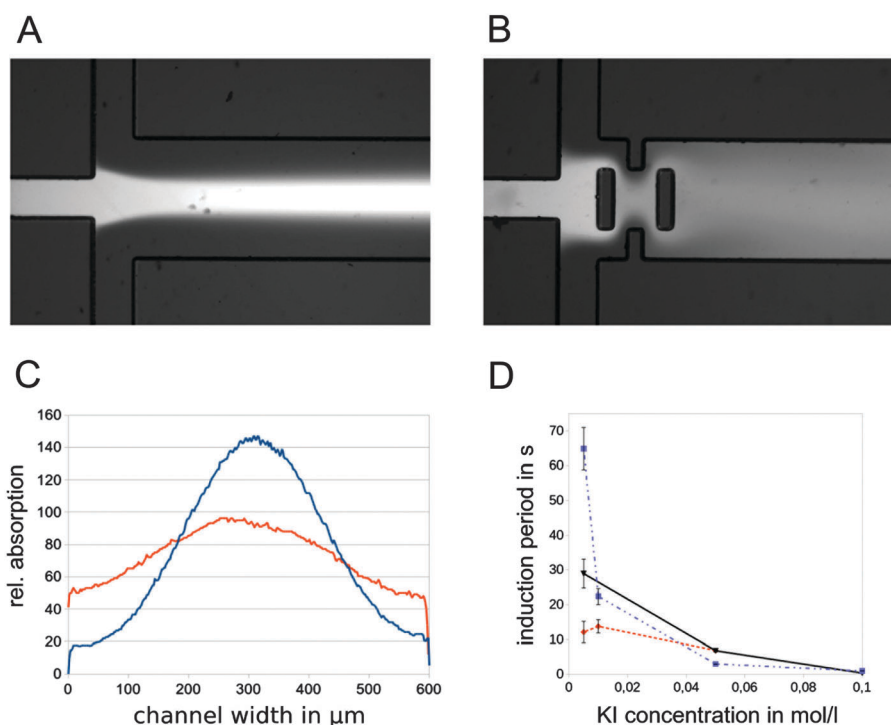 A
B
C
160
140
120
100
80
60
40
20
0
rel. absorption
0 100 200 300 400 500 600
channel width in µm
D
70
60
50
40
30
20
10
0
induction period in s
0 0,02 0,04 0,06 0,08 0,1
KI concentration in mol/l